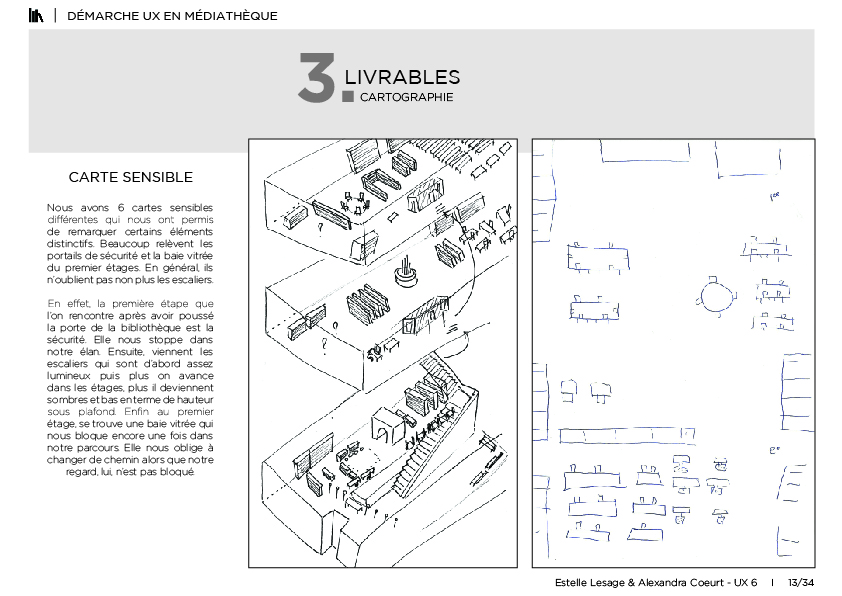 DÉMARCHE UX EN MÉDIATHÈQUE
3.
LIVRABLES
CARTOGRAPHIE
CARTE SENSIBLE
Nous avons 6 cartes sensibles
différentes qui nous ont permis
de remarquer certains éléments
distinctifs. Beaucoup relèvent les
portails de sécurité et la baie vitrée
du premier étages. En général, ils
n'oublient pas non plus les escaliers.
En effet, la première étape que
l'on rencontre après avoir poussé
la porte de la bibliothèque est la
sécurité. Elle nous stoppe dans
notre élan. Ensuite, viennent les
escaliers qui sont d'abord assez
lumineux puis plus on avance
dans les étages, plus il deviennent
sombres et bas en terme de hauteur
sous plafond. Enfin au premier
étage, se trouve une baie vitrée qui
nous bloque encore une fois dans
notre parcours. Elle nous oblige à
changer de chemin alors que notre
regard, lui, n'est pas bloqué.
Estelle Lesage & Alexandra Coeurt - UX 6 I 13/34